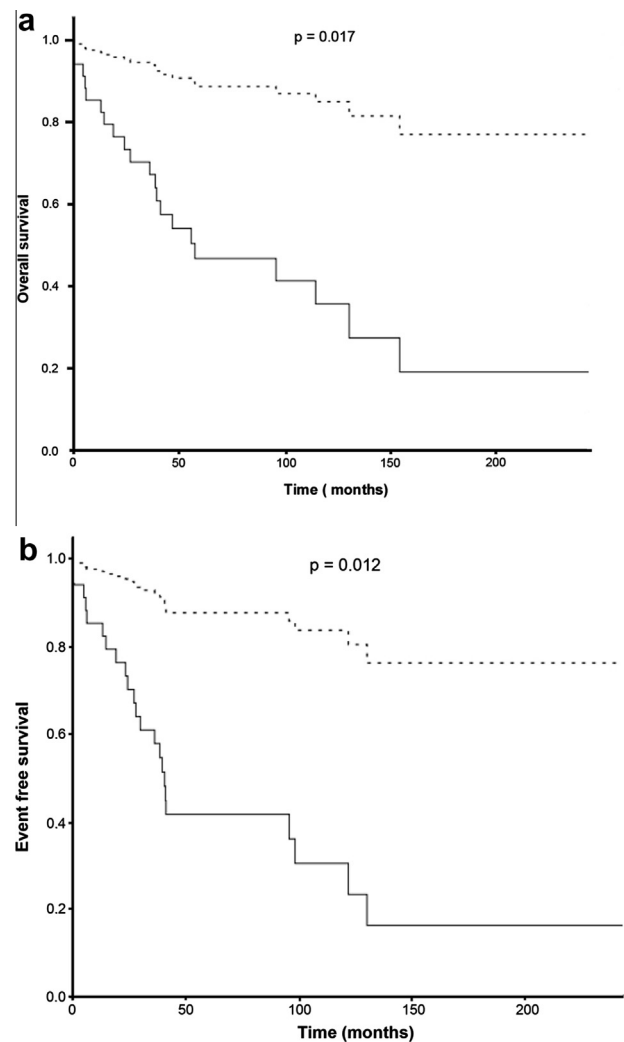 a
p = 0.017
1.0
0.8
0.6
0.4
0.2
0.0
Overall survival
0 50 100 150 200
Time ( months)
b
p = 0.012
1.0
0.8
0.6
0.4
0.2
0.0
Event free survival
0 50 100 150 200
Time (months)